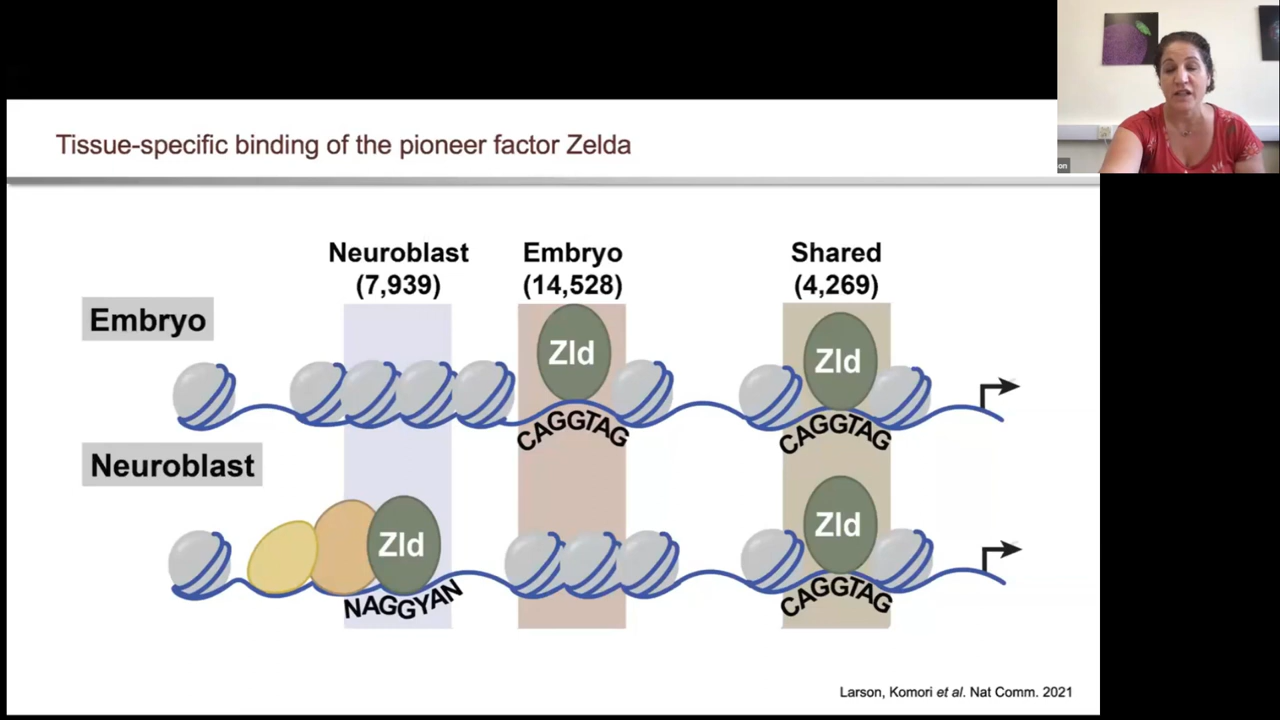 Tissue-specific binding of the pioneer factor Zelda
Neuroblast
(7,939)
Embryo
(14,528)
Shared
(4,269)
Embryo
Zld
Zld
CAGGTAG
CAGGTAG
Neuroblast
Zld
Zld
NAGGYAN
CAGGTAG
Larson, Komori et al. Nat Comm. 2021
on